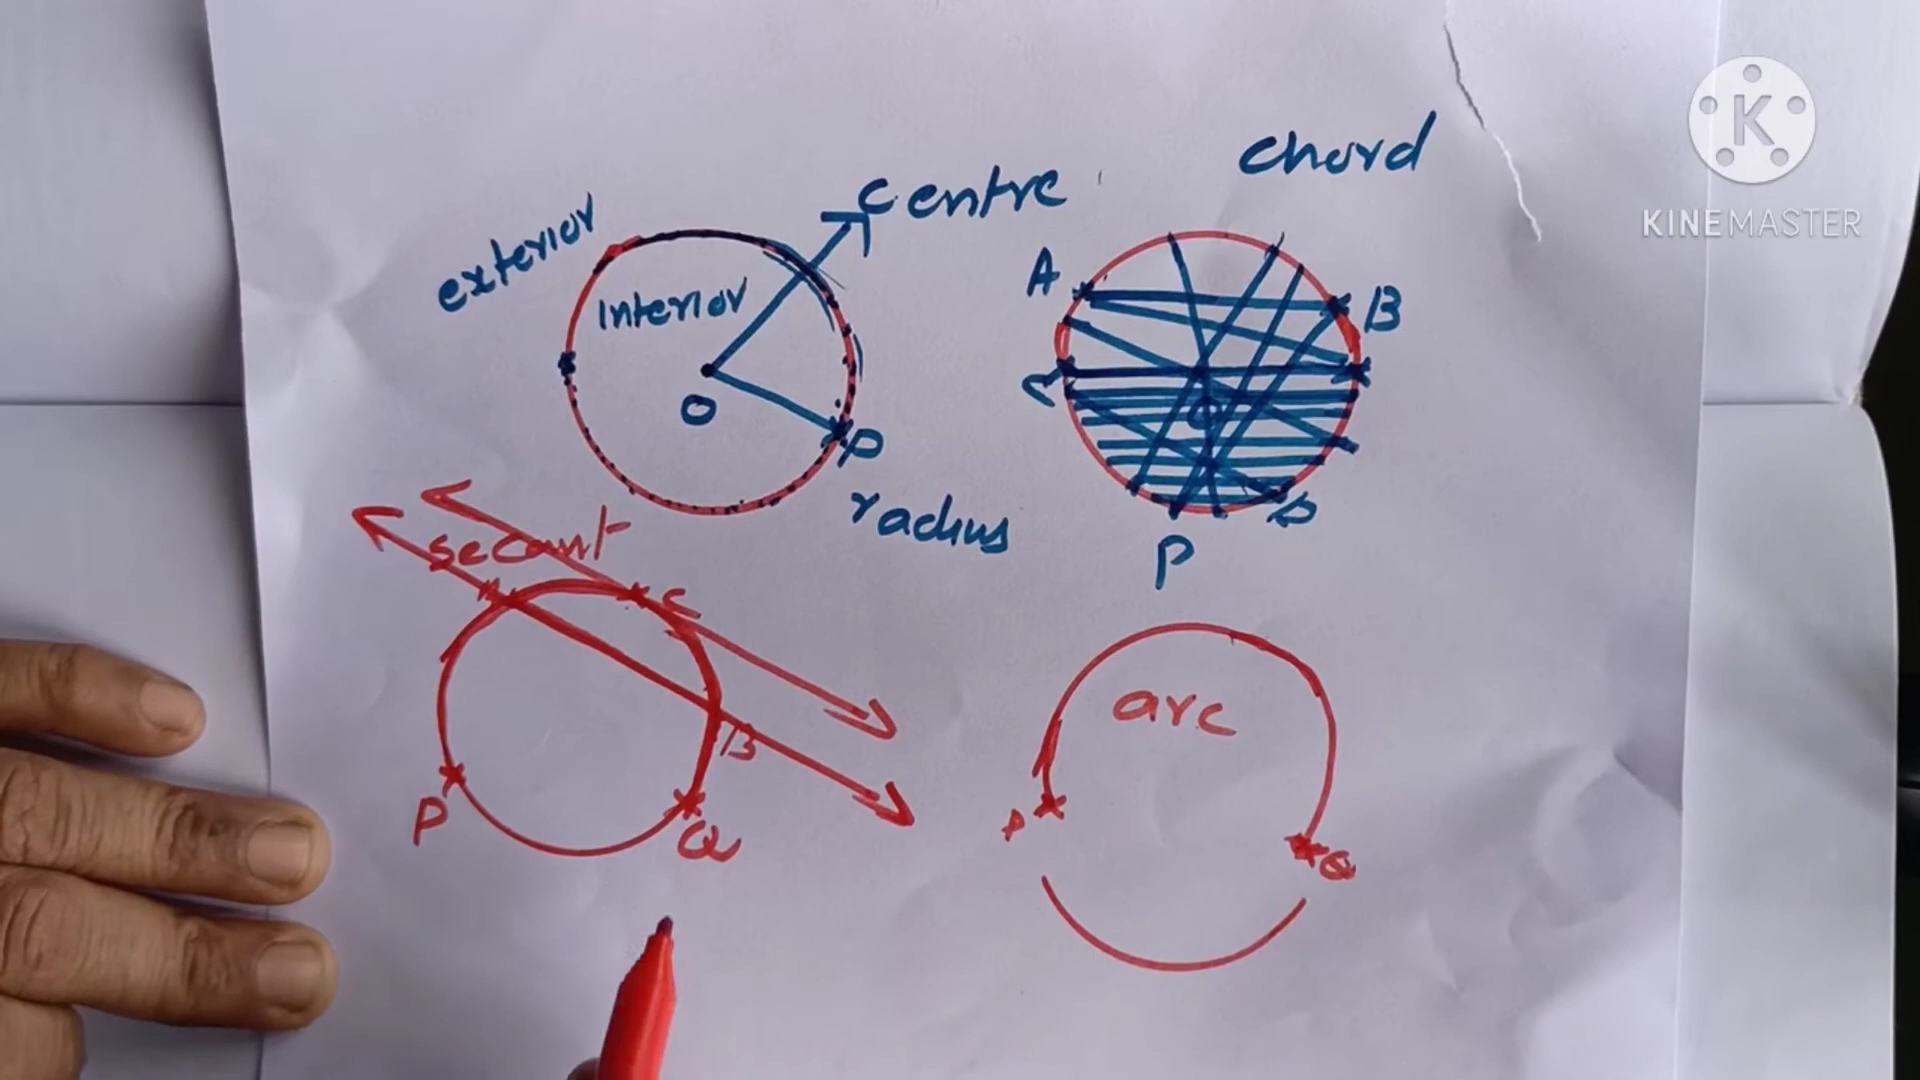 chord
K
KINEMASTER
centre
exterior
Interior
A
B
O
C
P
radius
P
secant
C
B
arc
P
Q
P
Q